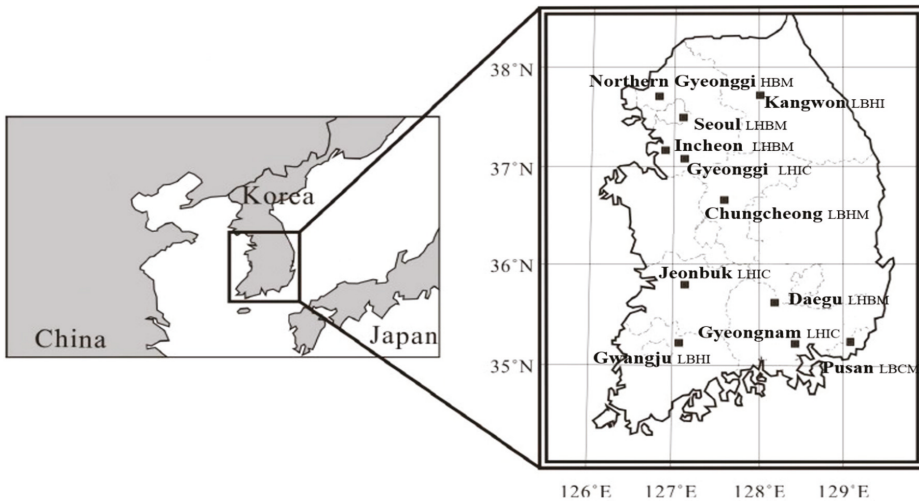 Korea
China
Japan
38°N
Northern Gyeonggi HBM
Kangwon LBHI
Seoul LHBM
Incheon LHBM
37°N
Gyeonggi LHIC
Chungcheong LBHM
36°N
Jeonbuk LHIC
Daegu LHBM
Gyeongnam LHIC
Gwangju LBHI
35°N
Pusan LBCM
126°E 127°E 128°E 129°E